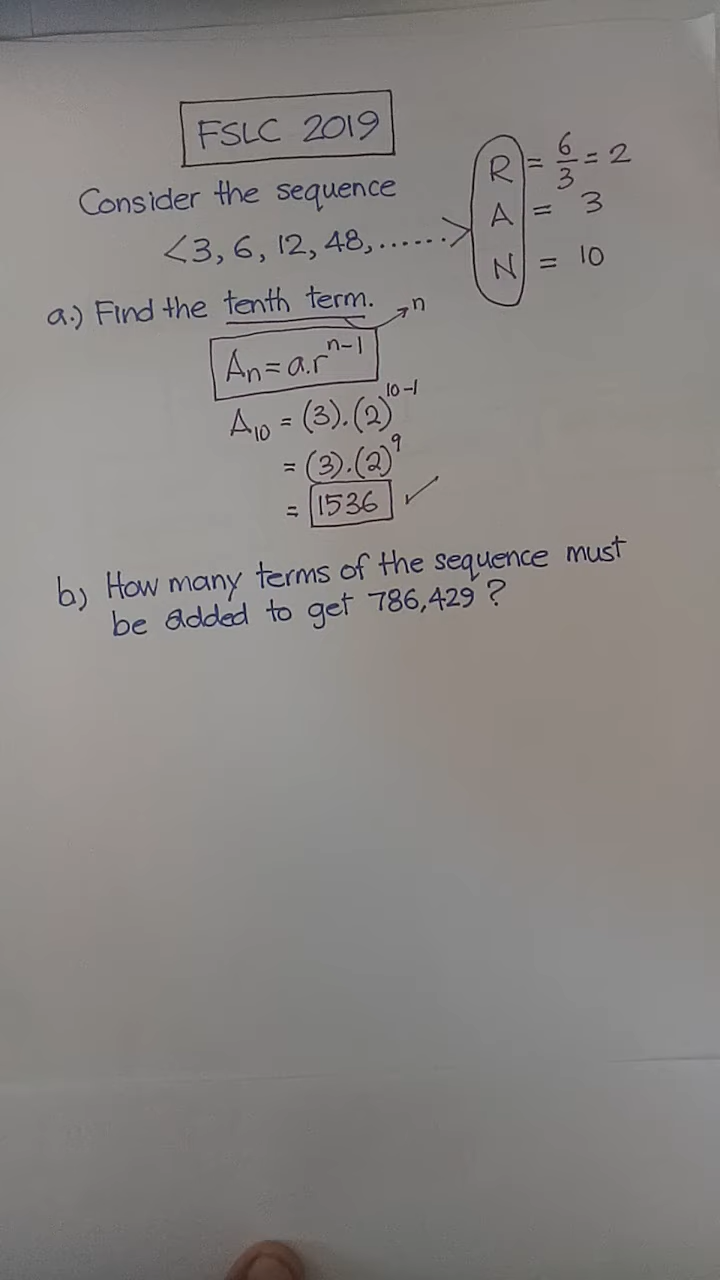 FSLC 2019
Consider the sequence
<3, 6, 12, 48, ......>
R = 6/3 = 2
A = 3
N = 10
a.) Find the tenth term. → n
An = a.r^n-1
A10 = (3).(2)^10-1
= (3).(2)^9
= 1536 ✓
b) How many terms of the sequence must
be added to get 786,429 ?